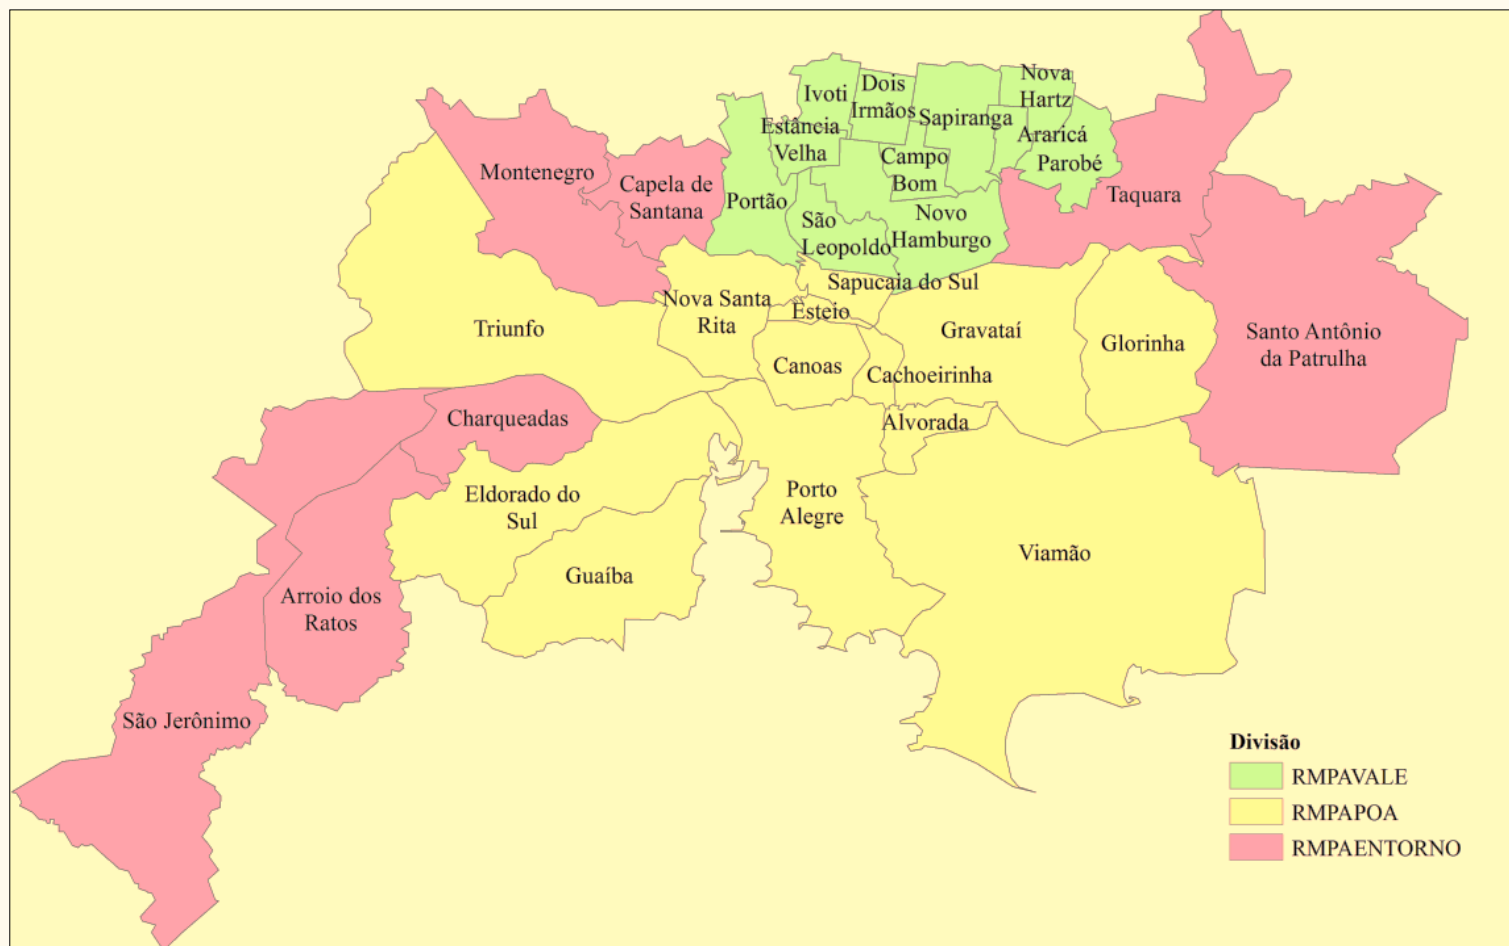 Nova
Hartz
Dois
Irmãos
Ivoti
Sapiranga
Estância
Velha
Araricá
Parobé
Campo
Bom
Montenegro
Capela de
Santana
Portão
Taquara
São
Leopoldo
Novo
Hamburgo
Sapucaia do Sul
Nova Santa
Rita
Esteio
Triunfo
Gravataí
Glorinha
Santo Antônio
da Patrulha
Canoas
Cachoeirinha
Charqueadas
Alvorada
Eldorado do
Sul
Porto
Alegre
Viamão
Guaíba
Arroio dos
Ratos
São Jerônimo
Divisão
RMPAVALE
RMPAPOA
RMPAENTORNO